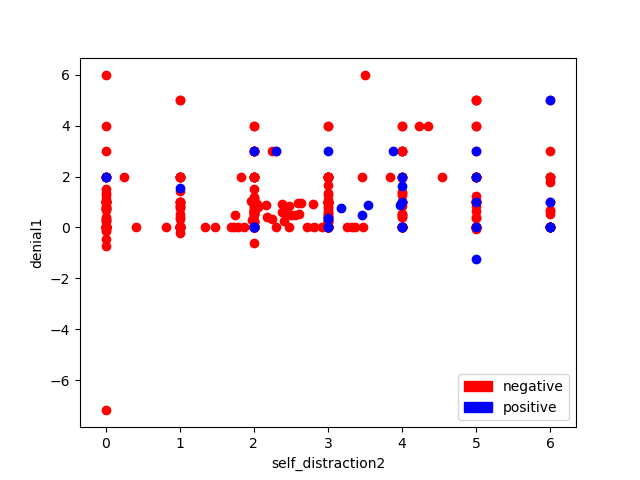 6
4
2
0
−2
−4
−6
denial1
0 1 2 3 4 5 6
self_distraction2
negative
positive